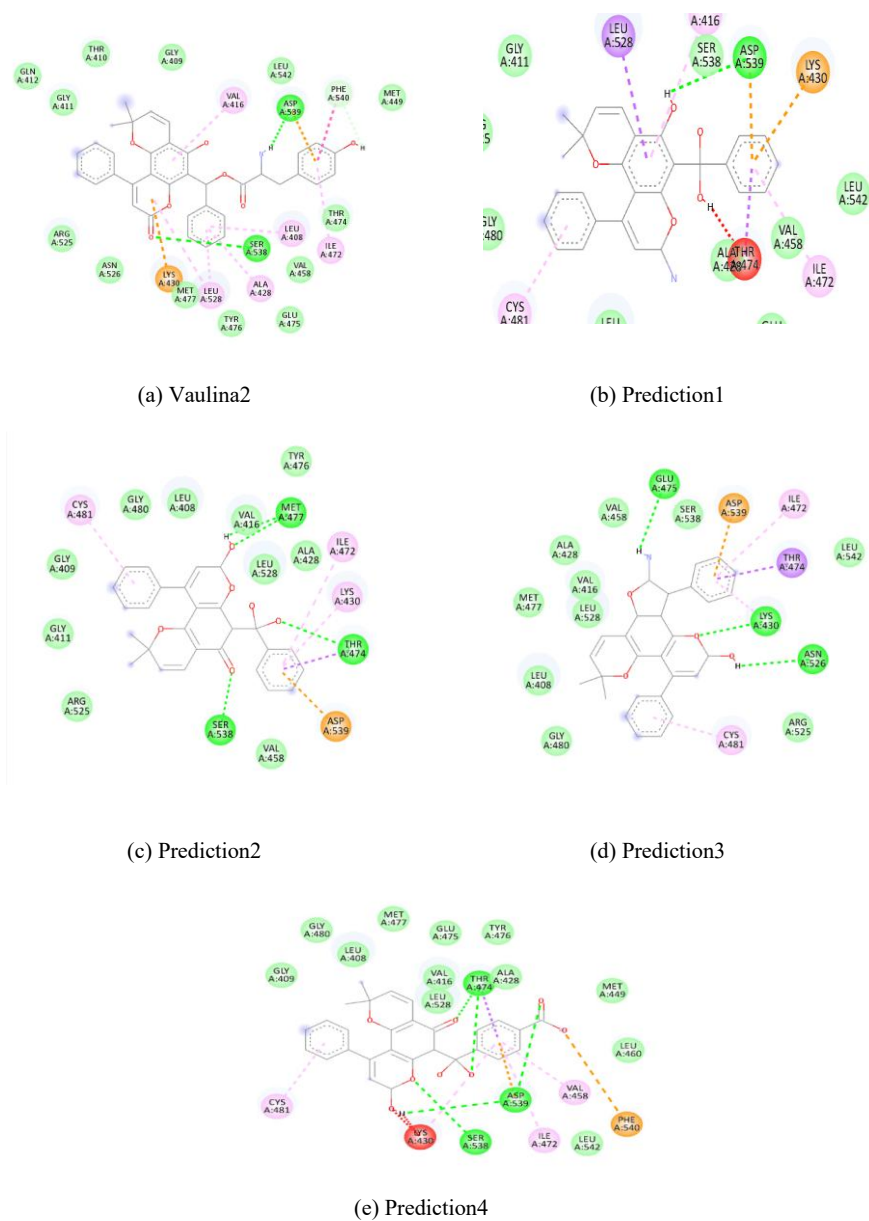 THR
A:410
GLY
A:409
GLN
A:412
LEU
A:542
GLY
A:411
VAL
A:416
ASP
A:539
PHE
A:540
MET
A:449
ARG
A:525
ASN
A:526
LYS
A:430
MET
A:477
LEU
A:528
TYR
A:476
ALA
A:428
GLU
A:475
SER
A:538
VAL
A:458
LEU
A:408
THR
A:474
ILE
A:472
(a) Vaulina2
GLY
A:411
LEU
A:528
A:416
SER
A:538
ASP
A:539
LYS
A:430
GLY
A:480
LEU
A:542
VAL
A:458
THR
A:474
ILE
A:472
CYS
A:481
(b) Prediction1
TYR
A:476
CYS
A:481
GLY
A:480
LEU
A:408
VAL
A:416
MET
A:477
ILE
A:472
GLY
A:409
LEU
A:528
ALA
A:428
LYS
A:430
GLY
A:411
THR
A:474
ARG
A:525
SER
A:538
VAL
A:458
ASP
A:539
(c) Prediction2
GLU
A:475
VAL
A:458
SER
A:538
ASP
A:539
ILE
A:472
ALA
A:428
VAL
A:416
THR
A:474
LEU
A:542
MET
A:477
LEU
A:528
LYS
A:430
ASN
A:526
LEU
A:408
GLY
A:480
CYS
A:481
ARG
A:525
(d) Prediction3
GLY
A:480
MET
A:477
GLU
A:475
TYR
A:476
GLY
A:409
LEU
A:408
VAL
A:416
THR
A:474
ALA
A:428
LEU
A:528
MET
A:449
LEU
A:460
CYS
A:481
LYS
A:430
SER
A:538
ASP
A:539
ILE
A:472
VAL
A:458
LEU
A:542
PHE
A:540
(e) Prediction4